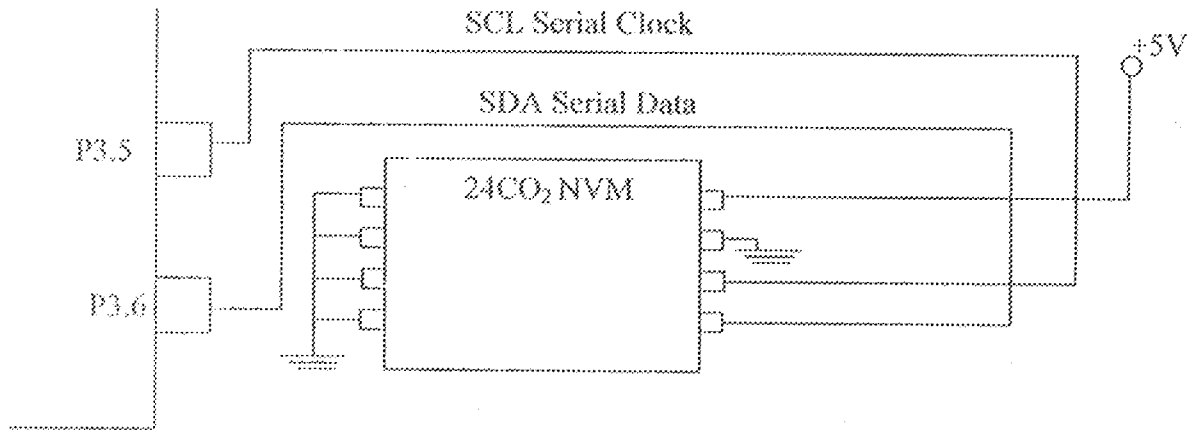 SCL Serial Clock
+5V
SDA Serial Data
P3.5
24CO₂ NVM
P3.6